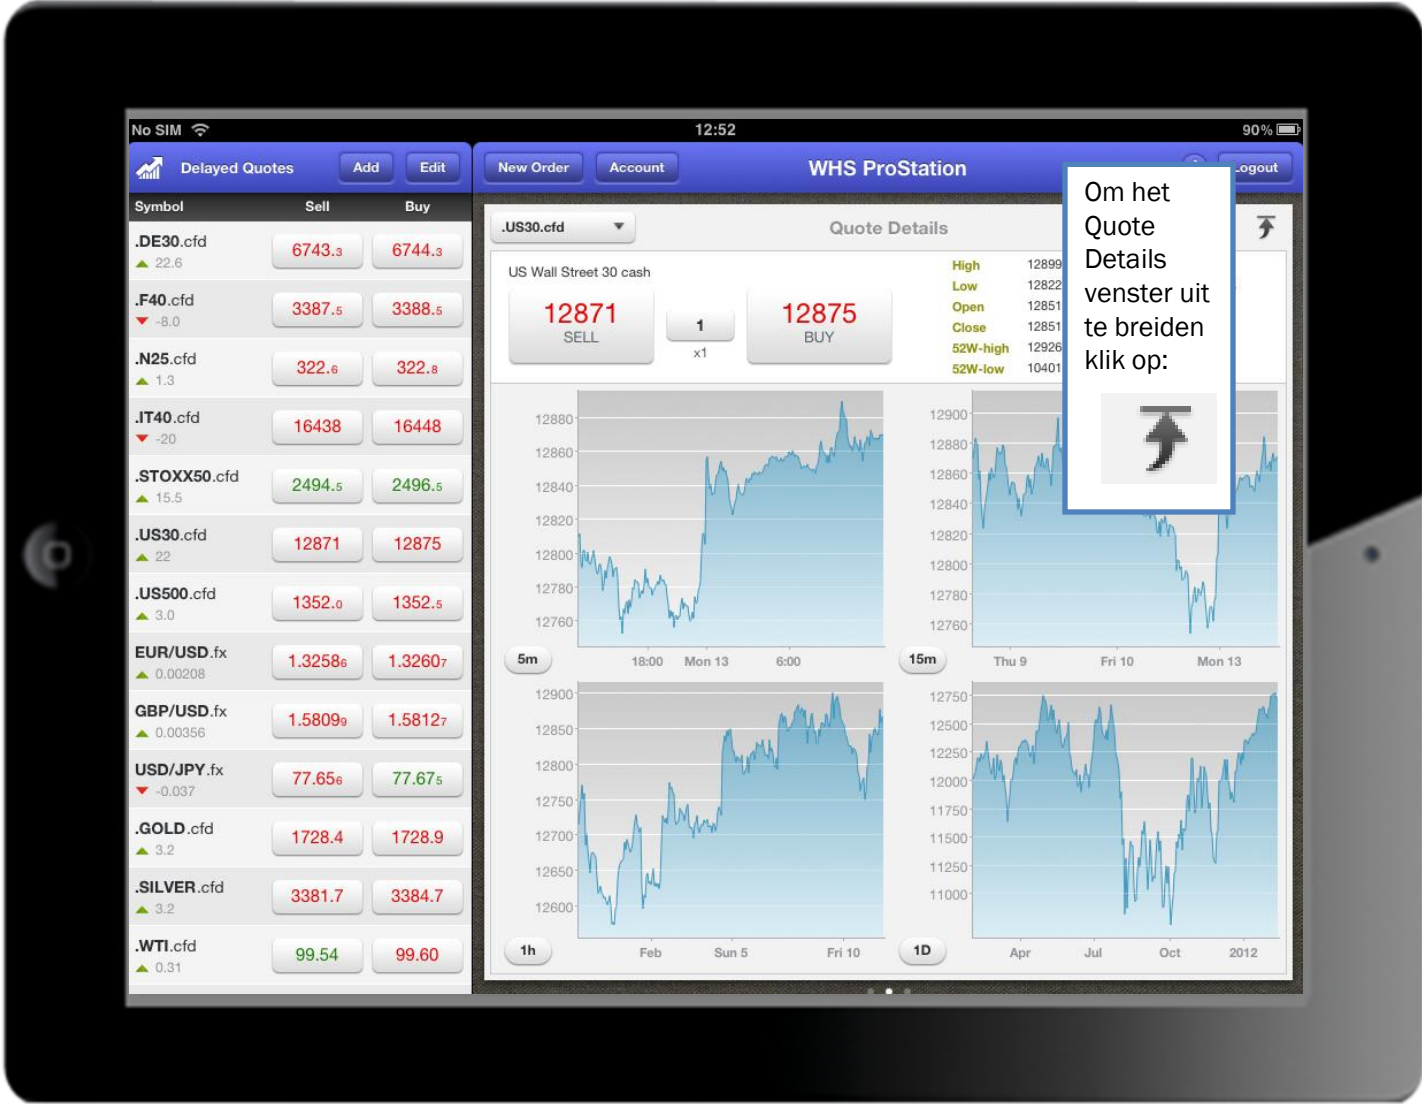 No SIM 12:52 90%
Delayed Quotes Add Edit
Symbol Sell Buy
.DE30.cfd 6743.3 6744.3
22.6
.F40.cfd 3387.5 3388.5
-8.0
.N25.cfd 322.6 322.8
1.3
.IT40.cfd 16438 16448
-20
.STOXX50.cfd 2494.5 2496.5
15.5
.US30.cfd 12871 12875
22
.US500.cfd 1352.0 1352.5
3.0
EUR/USD.fx 1.32586 1.32607
0.00208
GBP/USD.fx 1.58099 1.58127
0.00356
USD/JPY.fx 77.656 77.675
-0.037
.GOLD.cfd 1728.4 1728.9
3.2
.SILVER.cfd 3381.7 3384.7
3.2
.WTI.cfd 99.54 99.60
0.31
New Order Account WHS ProStation Logout
.US30.cfd Quote Details
US Wall Street 30 cash
12871
SELL
1
x1
12875
BUY
High 12899
Low 12822
Open 12851
Close 12851
52W-high 12926
52W-low 10401
Om het
Quote
Details
venster uit
te breiden
klik op:
12880
12860
12840
12820
12800
12780
12760
5m 18:00 Mon 13 6:00
12900
12880
12860
12840
12820
12800
12780
12760
15m Thu 9 Fri 10 Mon 13
12900
12850
12800
12750
12700
12650
12600
1h Feb Sun 5 Fri 10
12750
12500
12250
12000
11750
11500
11250
11000
1D Apr Jul Oct 2012